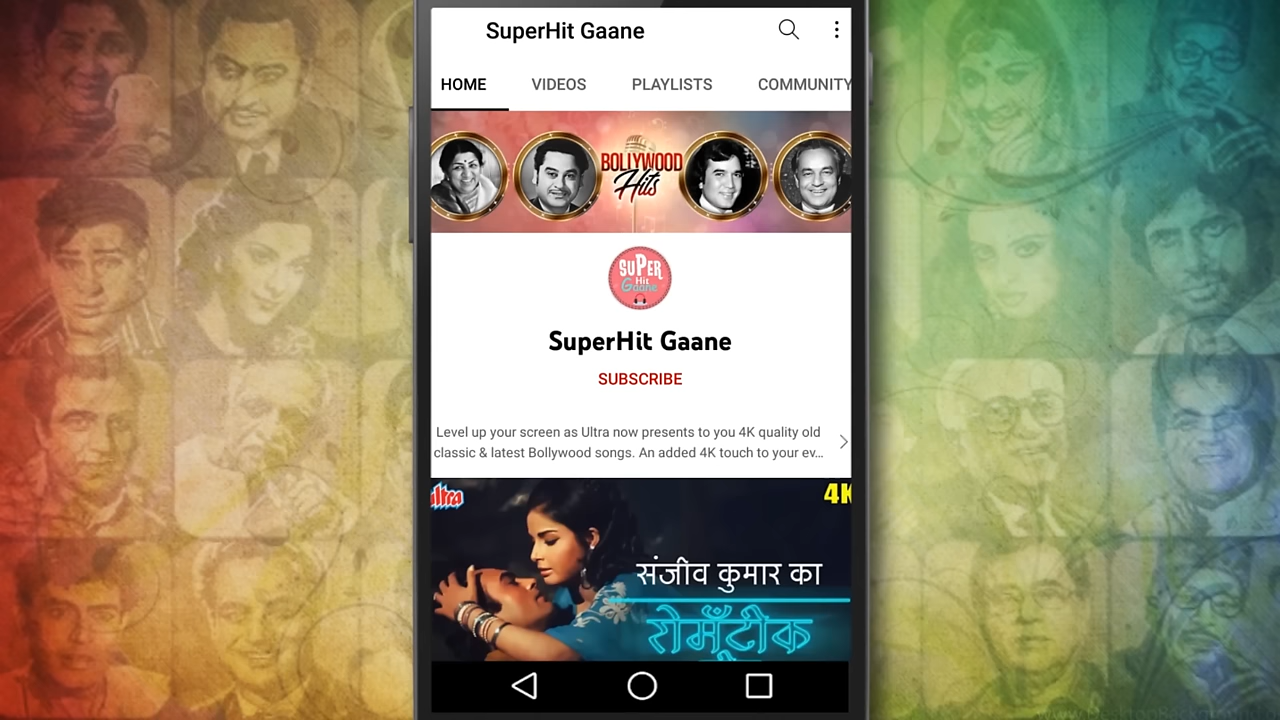 SuperHit Gaane
HOME VIDEOS PLAYLISTS COMMUNITY
BOLLYWOOD
Hits
SUPER
Hit
Gaane
SuperHit Gaane
SUBSCRIBE
Level up your screen as Ultra now presents to you 4K quality old
classic & latest Bollywood songs. An added 4K touch to your ev...
ultra 4K
संजीव कुमार का
रोमँटीक